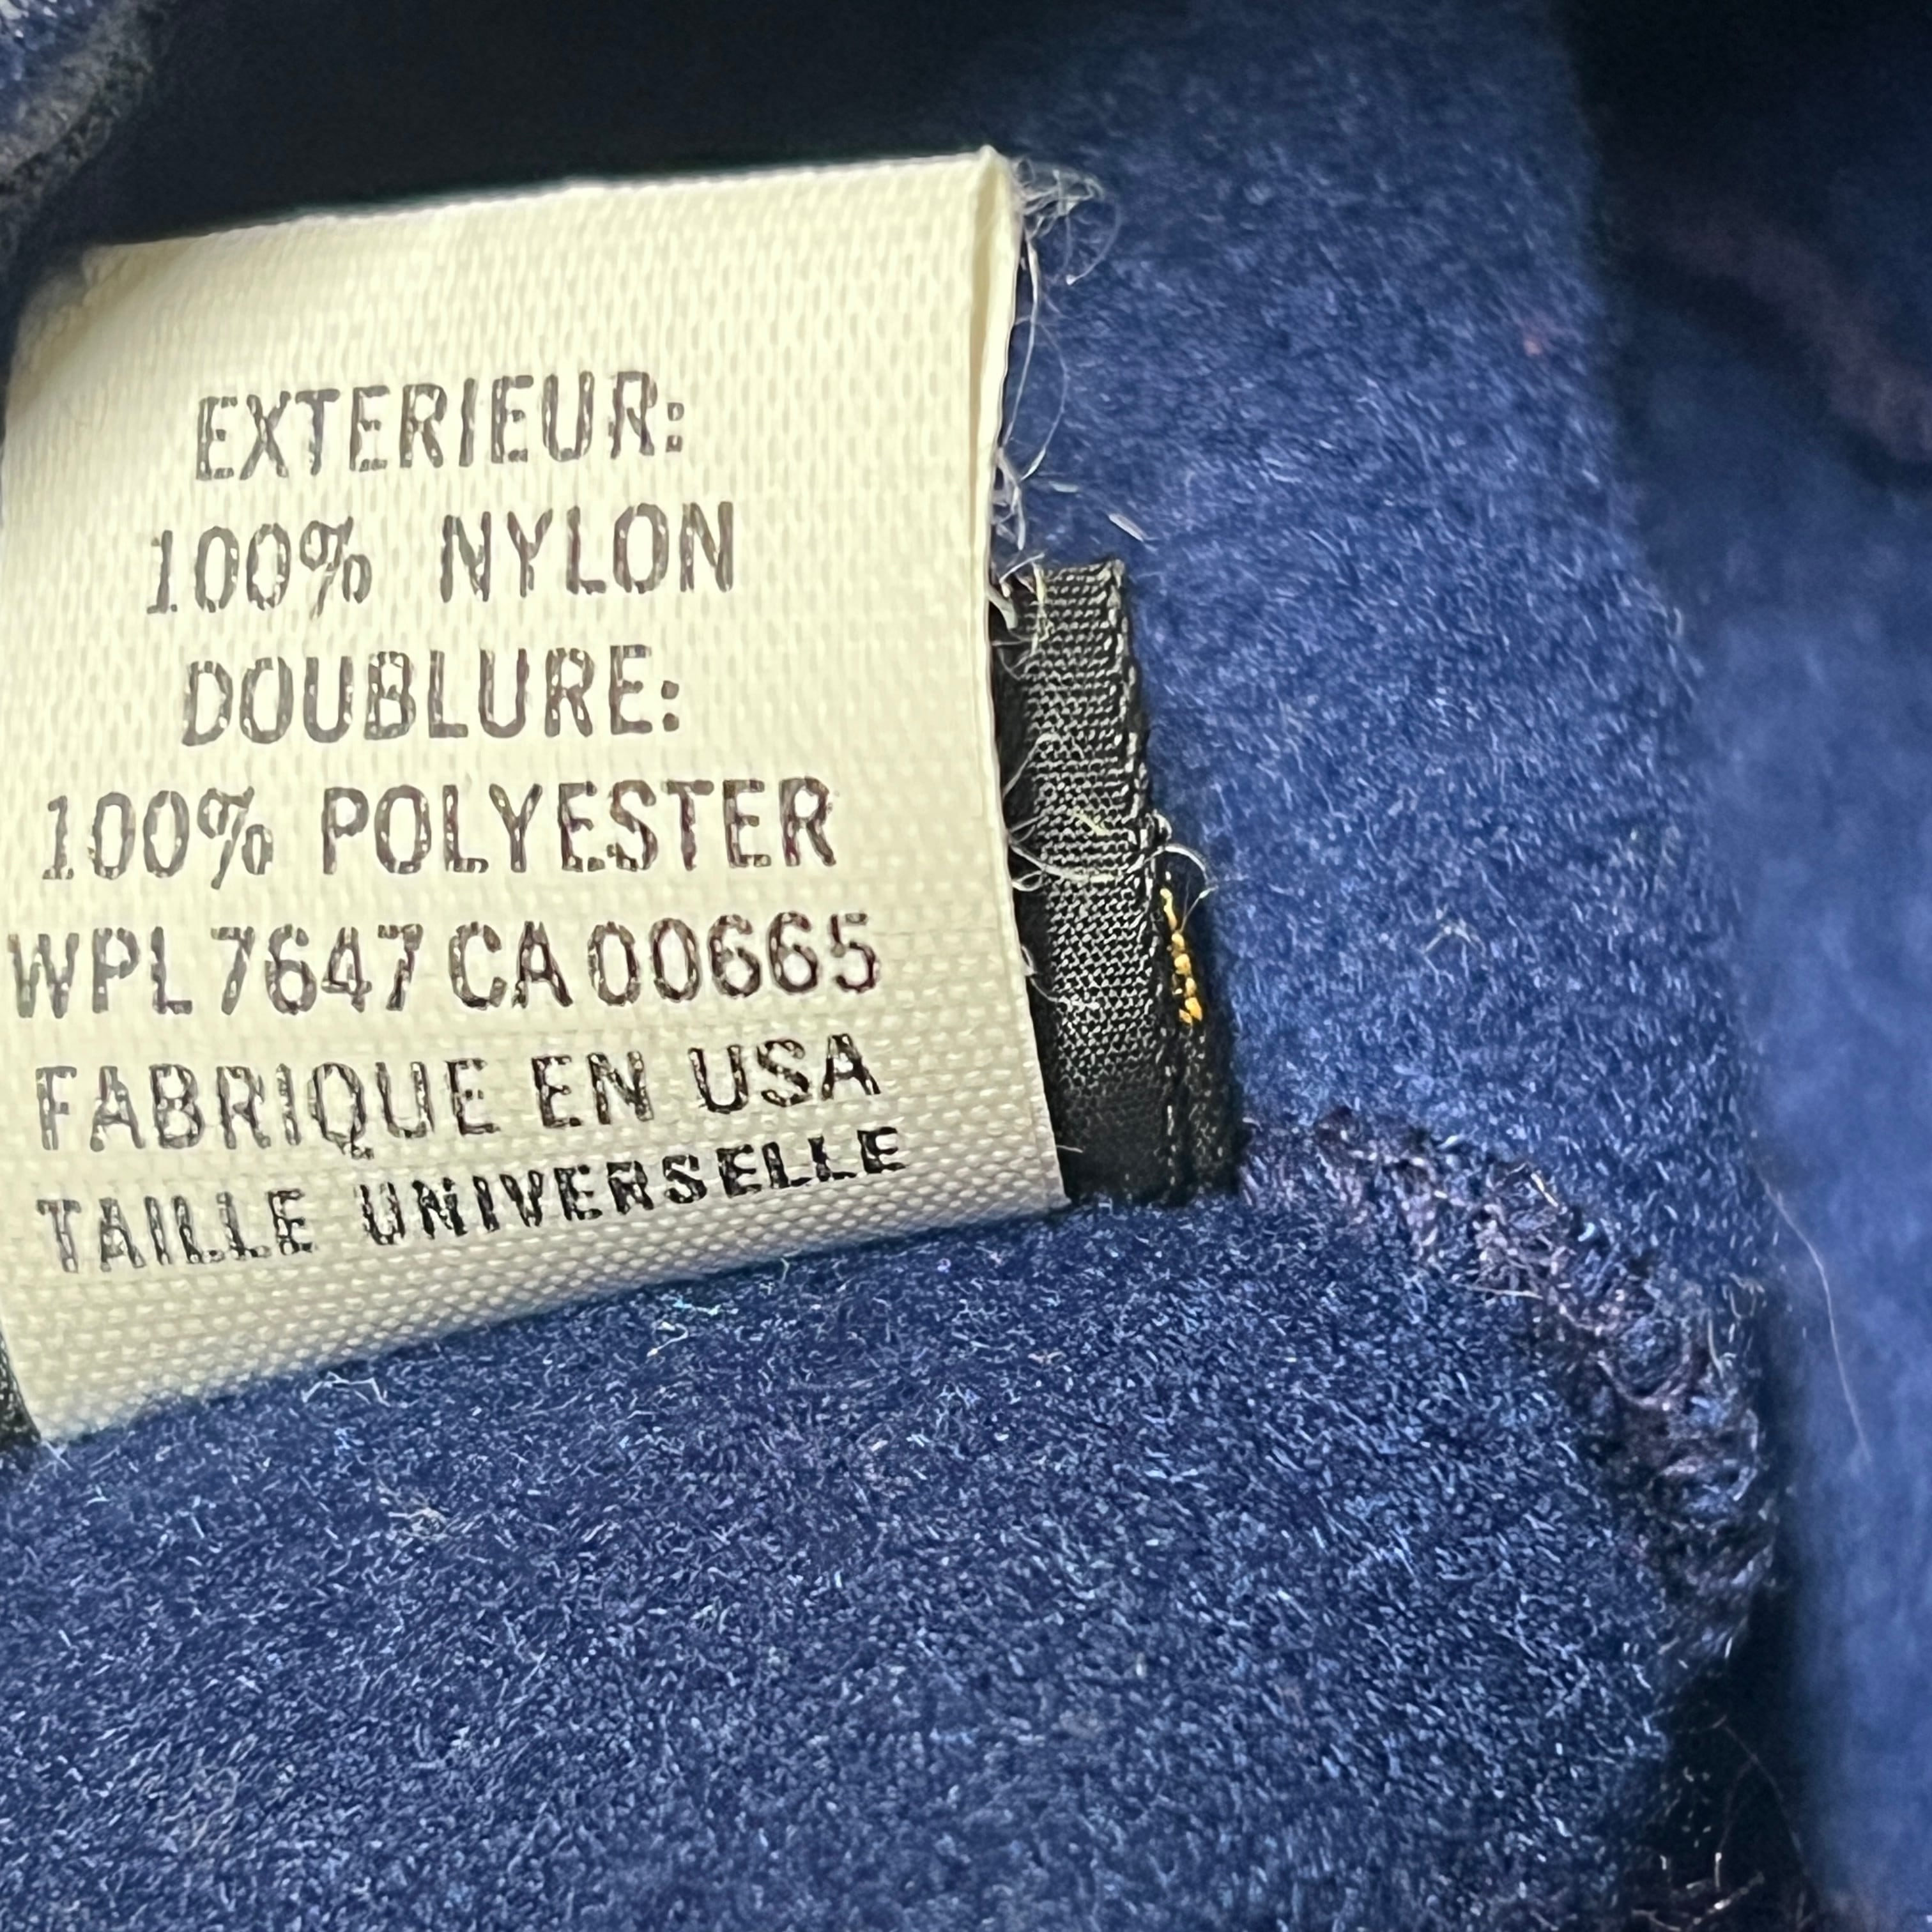 EXTERIEUR:
100% NYLON
DOUBLURE:
100% POLYESTER
WPL 7647 CA 00665
FABRIQUE EN USA
TAILLE UNIVERSELLE